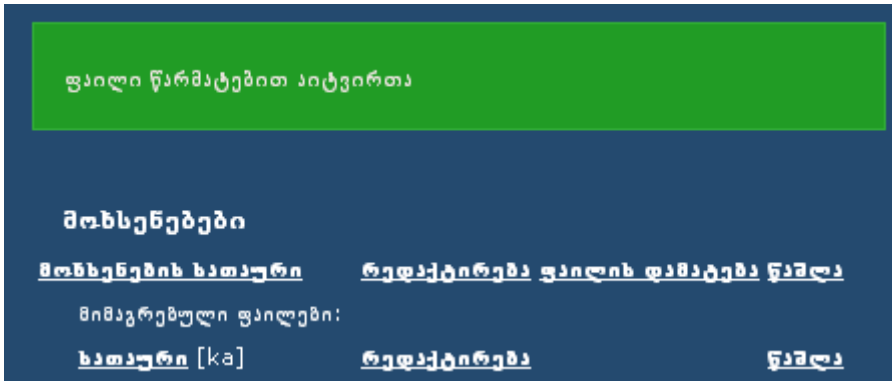 ფაილი წარმატებით აიტვირთა
მოხსენებები
მოხსენების სათაური რედაქტირება ფაილის დამატება წაშლა
მიმაგრებული ფაილები:
სათაური [ka] რედაქტირება წაშლა